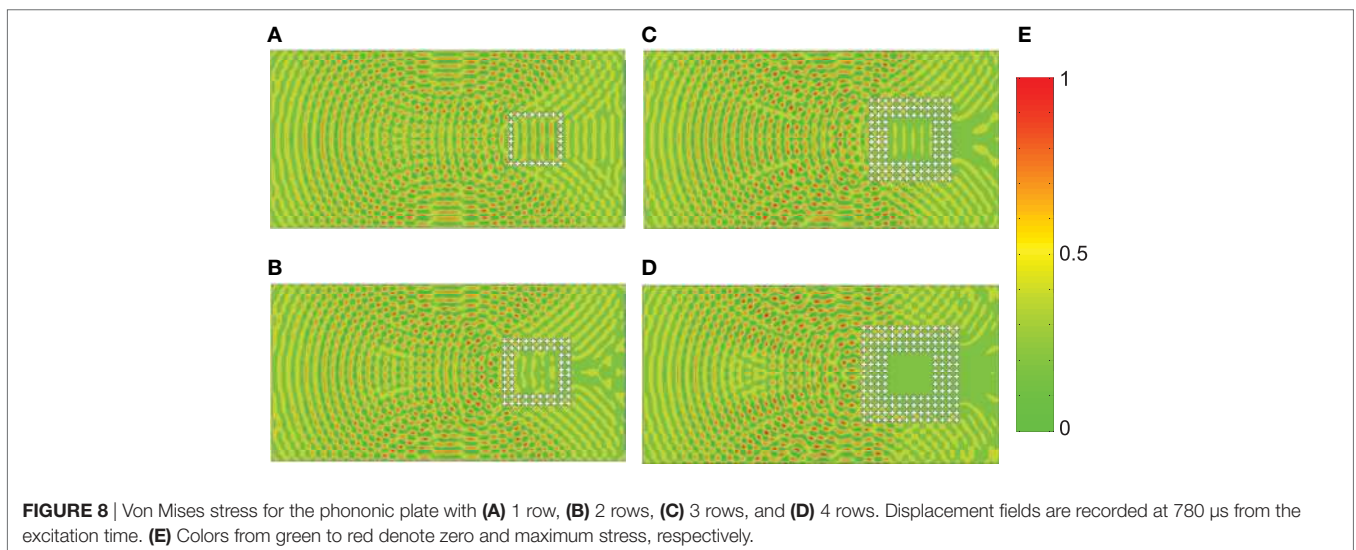 A
C
E
1
0.5
0
B
D
FIGURE 8 | Von Mises stress for the phononic plate with (A) 1 row, (B) 2 rows, (C) 3 rows, and (D) 4 rows. Displacement fields are recorded at 780 µs from the
excitation time. (E) Colors from green to red denote zero and maximum stress, respectively.